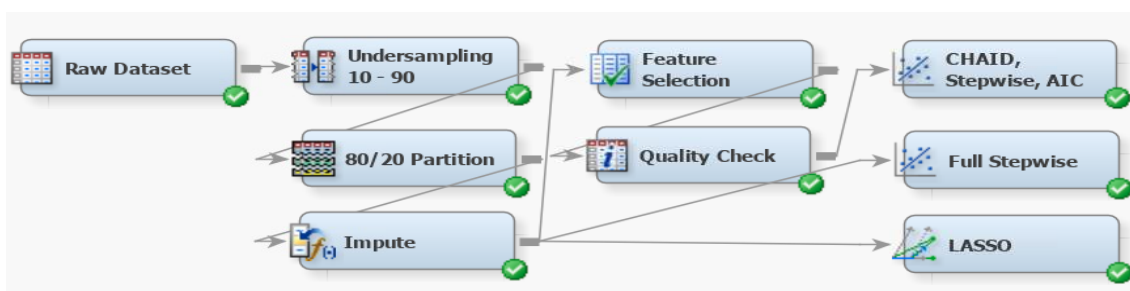 Raw Dataset
Undersampling
10 - 90
80/20 Partition
Impute
Feature
Selection
Quality Check
CHAID,
Stepwise, AIC
Full Stepwise
LASSO